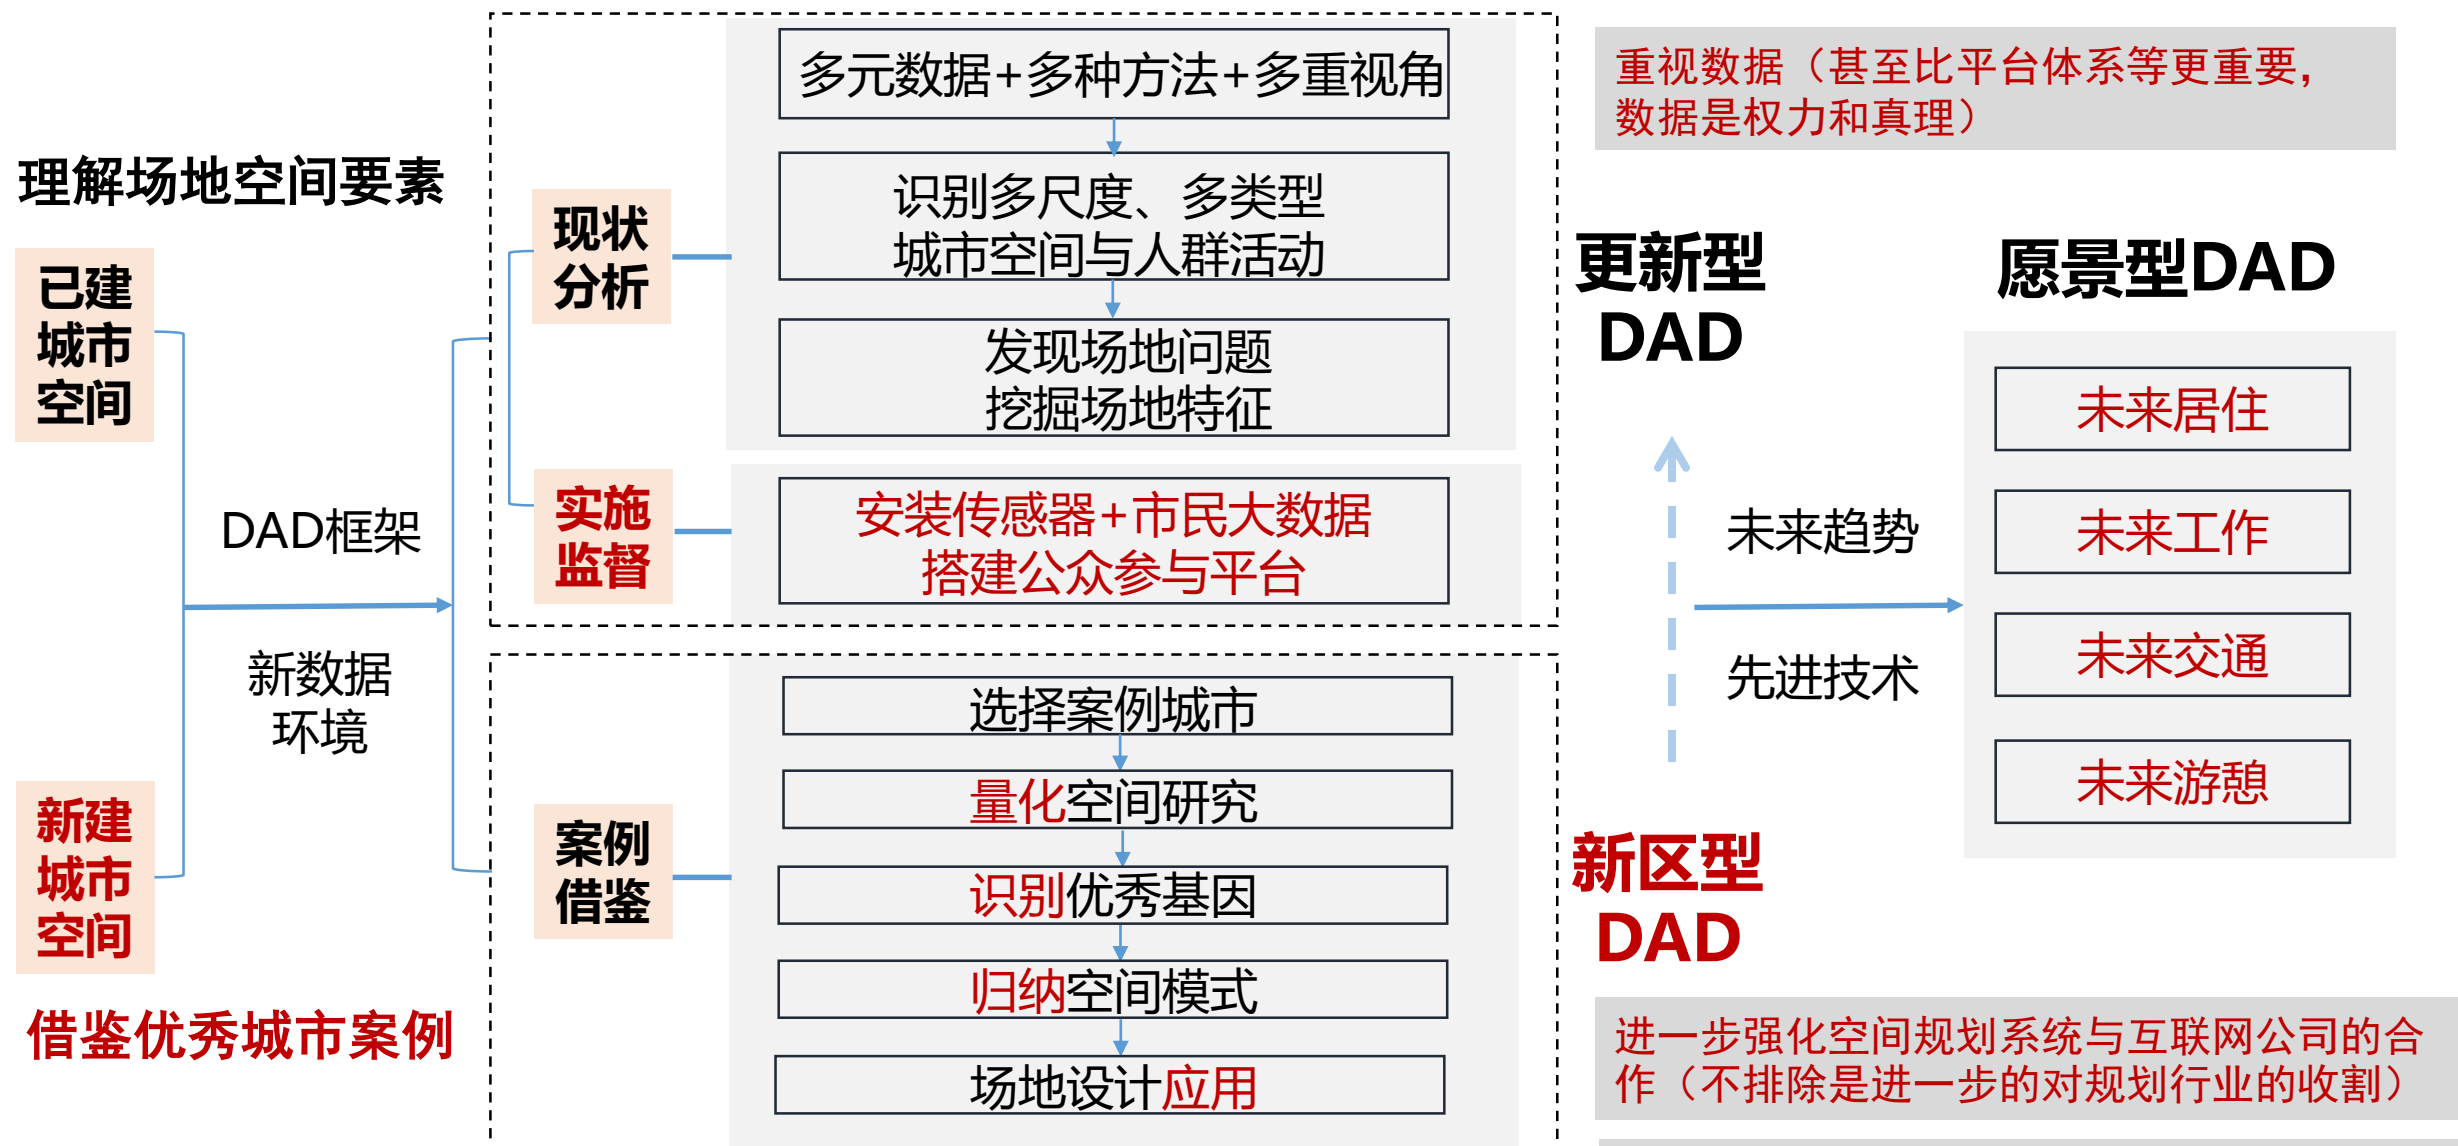 理解场地空间要素
已建
城市
空间
DAD框架
新数据
环境
新建
城市
空间
借鉴优秀城市案例
现状
分析
多元数据+多种方法+多重视角
识别多尺度、多类型
城市空间与人群活动
发现场地问题
挖掘场地特征
实施
监督
安装传感器+市民大数据
搭建公众参与平台
案例
借鉴
选择案例城市
量化空间研究
识别优秀基因
归纳空间模式
场地设计应用
重视数据（甚至比平台体系等更重要，
数据是权力和真理）
更新型
DAD
未来趋势
先进技术
新区型
DAD
愿景型DAD
未来居住
未来工作
未来交通
未来游憩
进一步强化空间规划系统与互联网公司的合
作（不排除是进一步的对规划行业的收割）